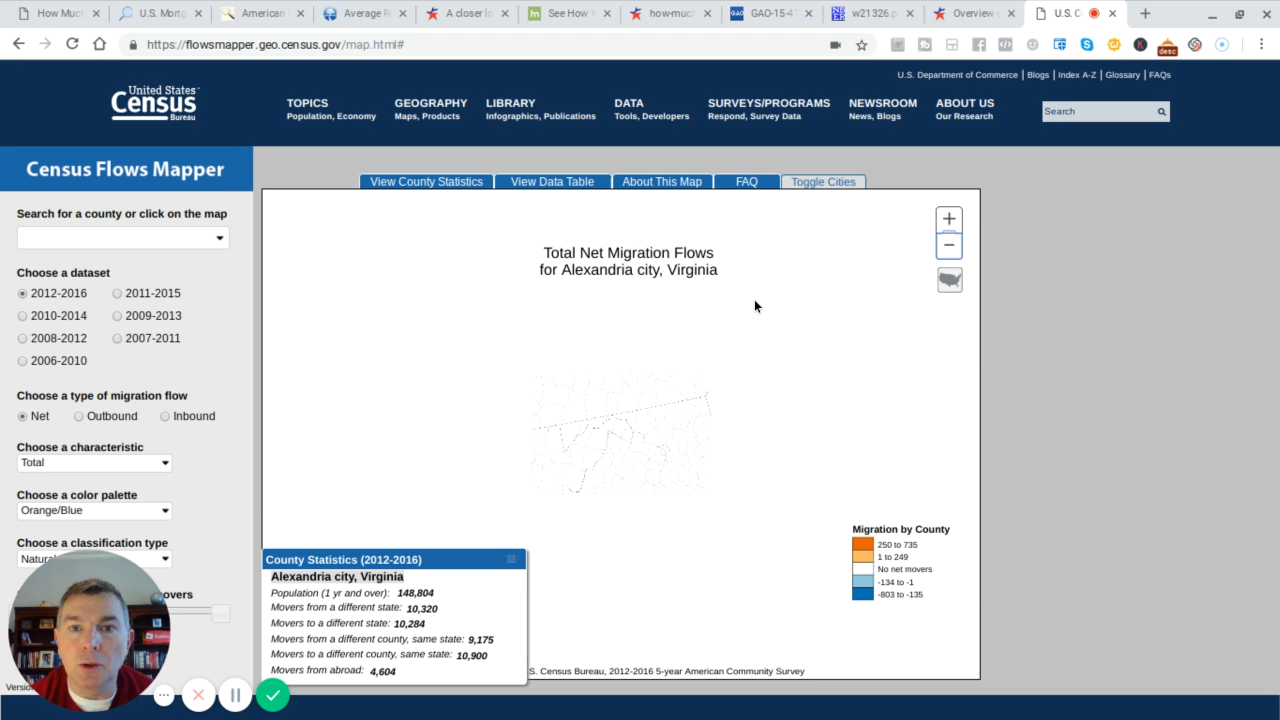 How Much
U.S. Mortg
American
Average R
A closer lo
See How Y
how-much
GAO-15-4
w21326.p
Overview
U.S. C
https://flowsmapper.geo.census.gov/map.html#
desc
U.S. Department of Commerce | Blogs | Index A-Z | Glossary | FAQs
United States
Census
Bureau
TOPICS
Population, Economy
GEOGRAPHY
Maps, Products
LIBRARY
Infographics, Publications
DATA
Tools, Developers
SURVEYS/PROGRAMS
Respond, Survey Data
NEWSROOM
News, Blogs
ABOUT US
Our Research
Search
Census Flows Mapper
View County Statistics
View Data Table
About This Map
FAQ
Toggle Cities
Search for a county or click on the map
Choose a dataset
2012-2016 2011-2015
2010-2014 2009-2013
2008-2012 2007-2011
2006-2010
Choose a type of migration flow
Net Outbound Inbound
Choose a characteristic
Total
Choose a color palette
Orange/Blue
Choose a classification type
Natu
overs
Total Net Migration Flows
for Alexandria city, Virginia
+
−
Migration by County
250 to 735
1 to 249
No net movers
-134 to -1
-803 to -135
County Statistics (2012-2016)
Alexandria city, Virginia
Population (1 yr and over): 148,804
Movers from a different state: 10,320
Movers to a different state: 10,284
Movers from a different county, same state: 9,175
Movers to a different county, same state: 10,900
Movers from abroad: 4,604
S. Census Bureau, 2012-2016 5-year American Community Survey
Versi